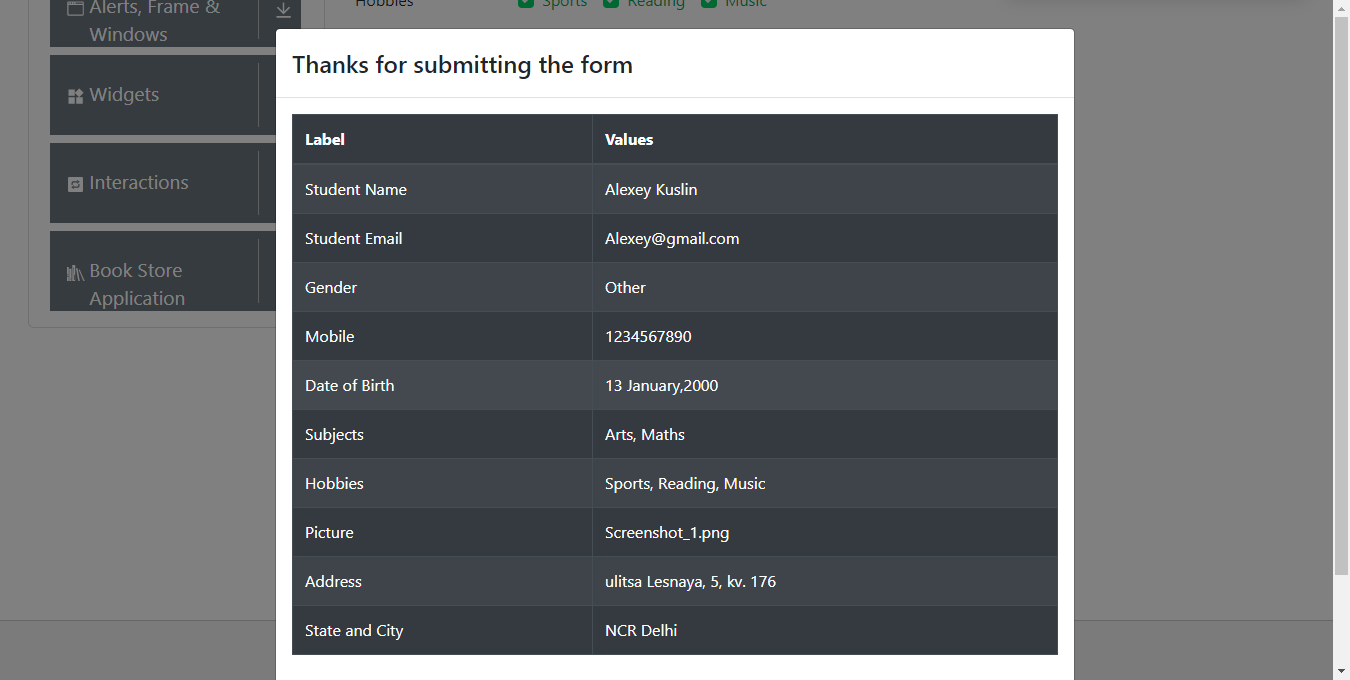 Alerts, Frame &
Windows
Widgets
Interactions
Book Store
Application
Hobbies Sports Reading Music
Thanks for submitting the form
Label Values
Student Name Alexey Kuslin
Student Email Alexey@gmail.com
Gender Other
Mobile 1234567890
Date of Birth 13 January,2000
Subjects Arts, Maths
Hobbies Sports, Reading, Music
Picture Screenshot_1.png
Address ulitsa Lesnaya, 5, kv. 176
State and City NCR Delhi